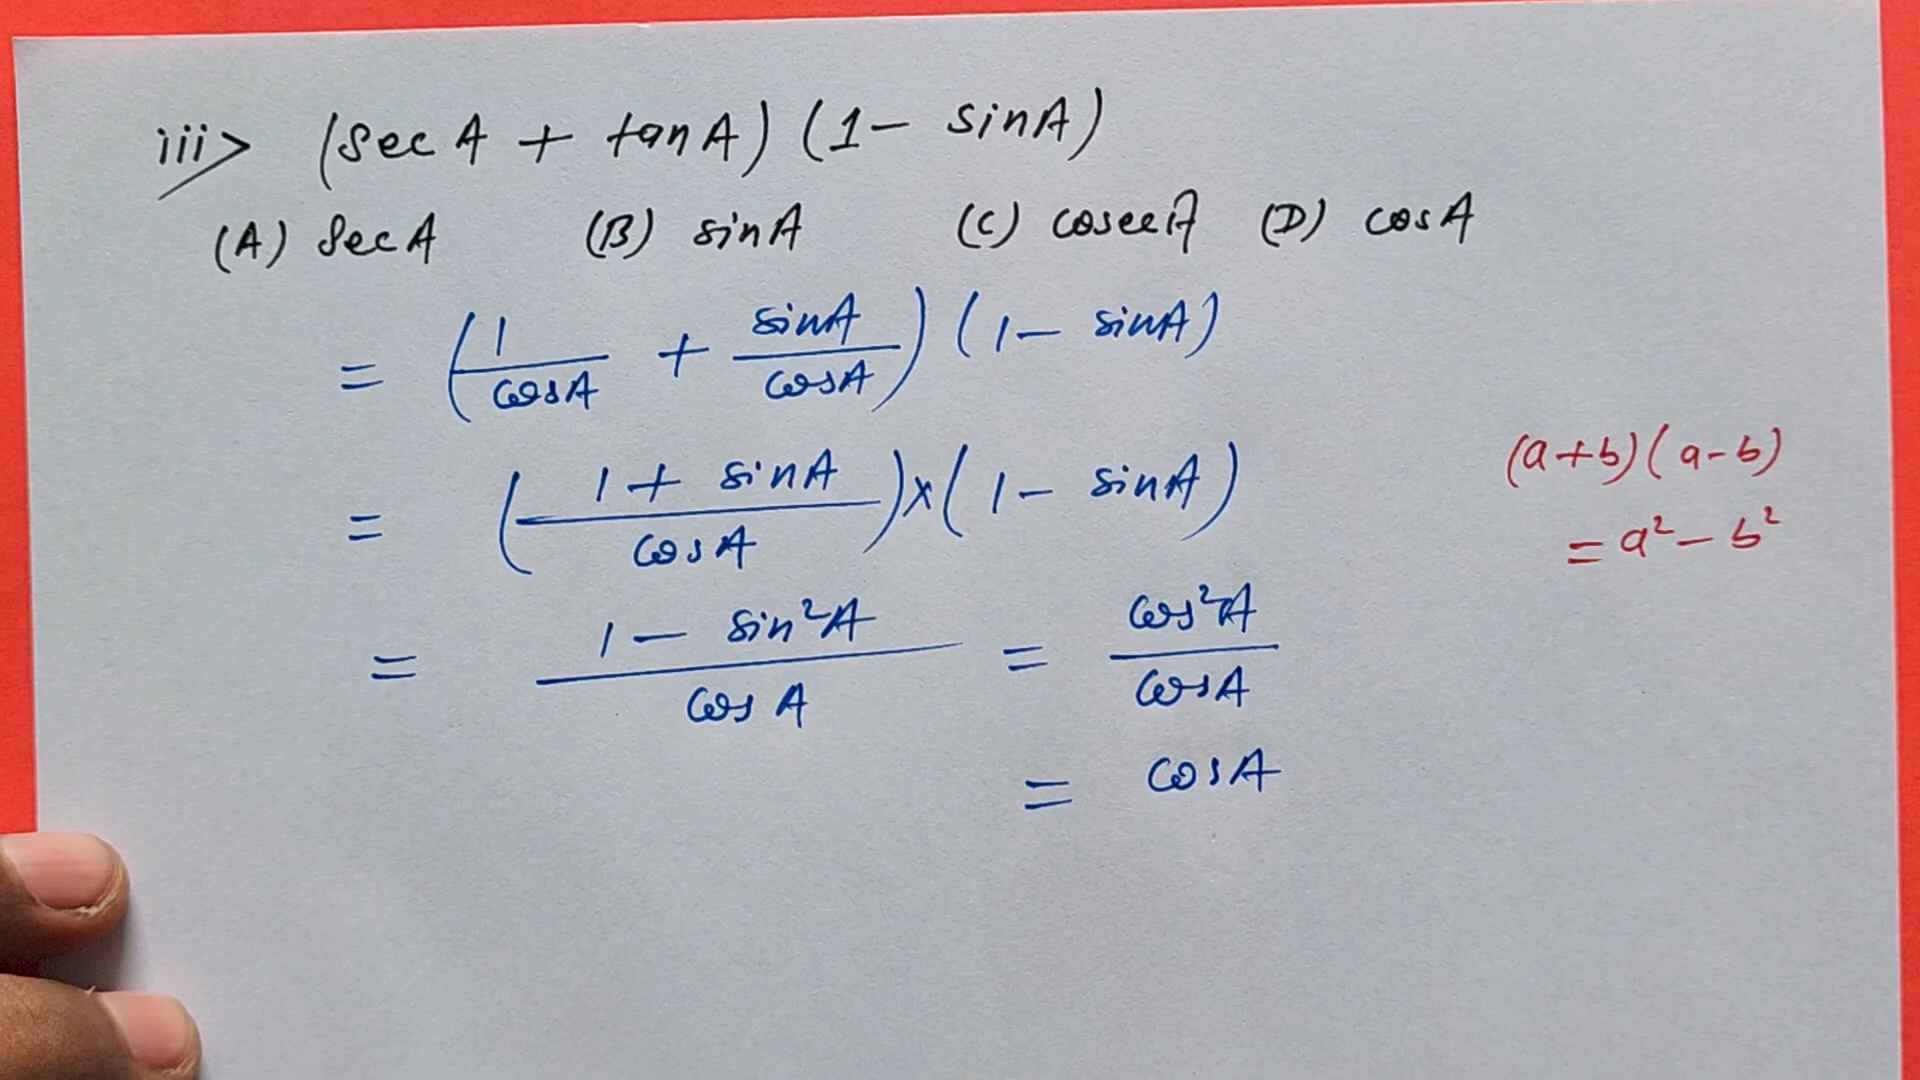 iii> (sec A + tan A) (1 - sin A)
(A) sec A (B) sin A (C) cosec A (D) cos A
= (1/cos A + sin A/cos A) (1 - sin A)
= ((1 + sin A)/cos A) × (1 - sin A)
(a+b)(a-b)
= a² - b²
= (1 - sin²A)/cos A = cos²A/cos A
= cos A